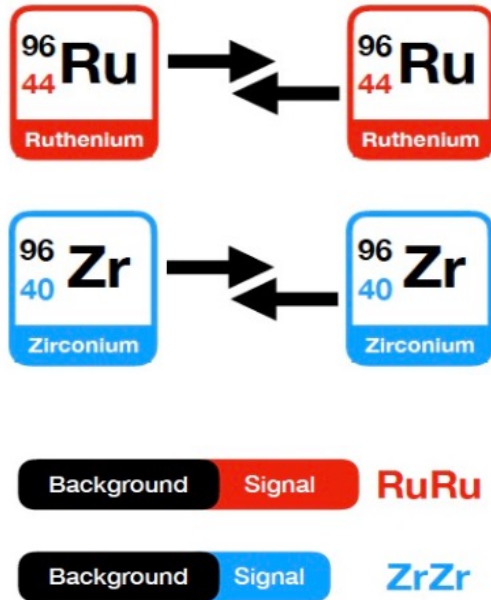 96 Ru 96 Ru
44 44
Ruthenium Ruthenium
96 Zr 96 Zr
40 40
Zirconium Zirconium
Background Signal RuRu
Background Signal ZrZr